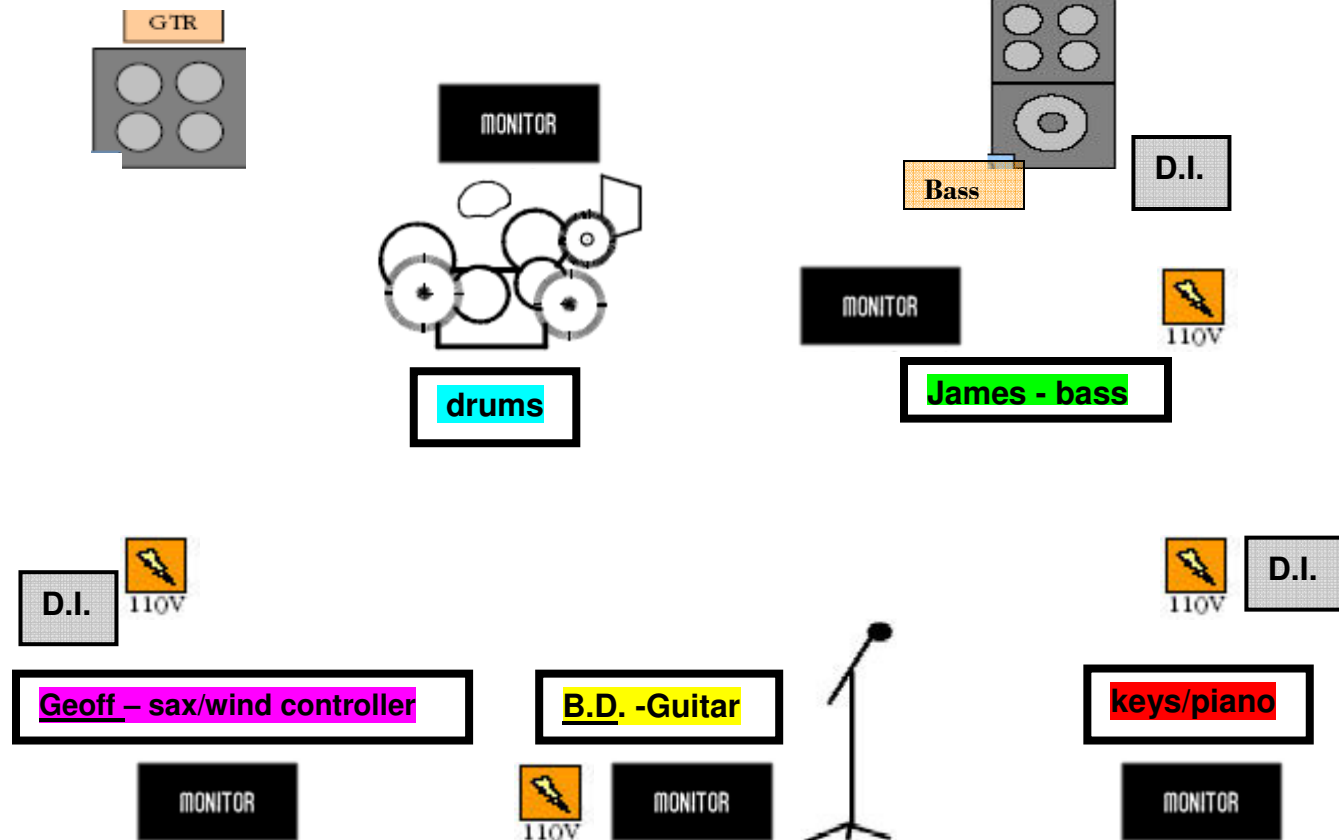 GTR
MONITOR
D.I.
Bass
MONITOR
110V
drums
James - bass
D.I.
110V
110V
D.I.
Geoff – sax/wind controller
B.D. -Guitar
keys/piano
MONITOR
110V
MONITOR
MONITOR